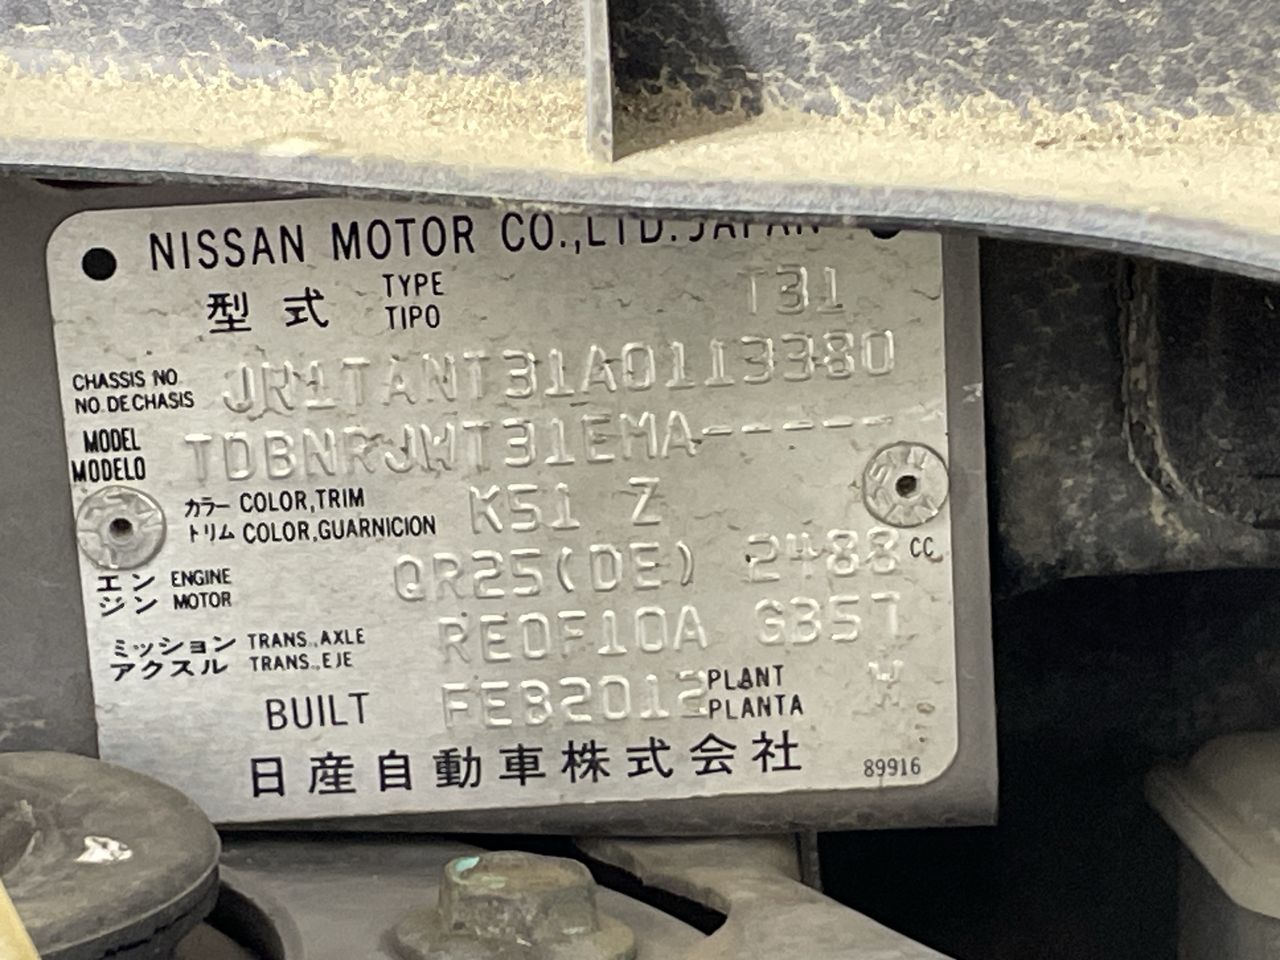 NISSAN MOTOR CO.,LTD. JAPAN
型式 TYPE TIPO T31
CHASSIS NO. NO. DE CHASIS JN1TANT31A0113380
MODEL MODELO TDBNRJWT31EMA------
カラー トリム COLOR,TRIM COLOR,GUARNICION K51 Z
エンジン ENGINE MOTOR QR25(DE) 2488 CC
ミッション アクスル TRANS.,AXLE TRANS.,EJE RE0F10A GB57
BUILT FEB2012 PLANT PLANTA W
日産自動車株式会社 89916